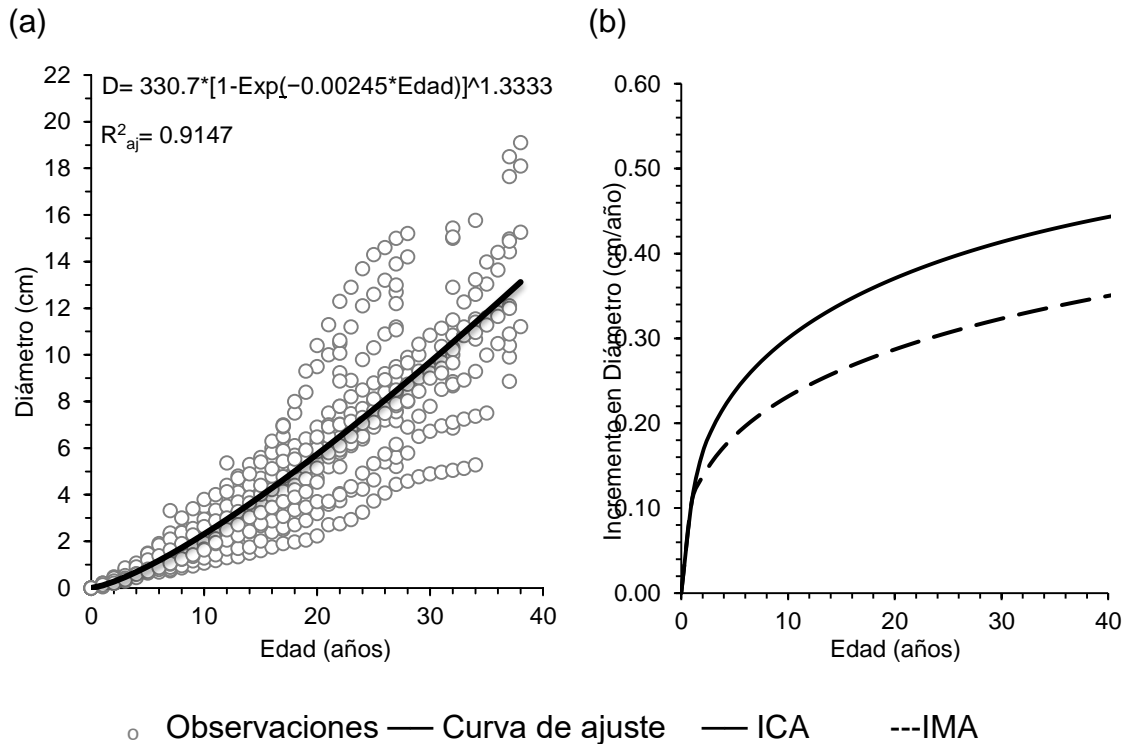 (a)
(b)
D= 330.7*[1-Exp(−0.00245*Edad)]^1.3333
R²aj= 0.9147
Diámetro (cm)
22
20
18
16
14
12
10
8
6
4
2
0
0 10 20 30 40
Edad (años)
Incremento en Diámetro (cm/año)
0.60
0.50
0.40
0.30
0.20
0.10
0.00
0 10 20 30 40
Edad (años)
Observaciones Curva de ajuste ICA IMA